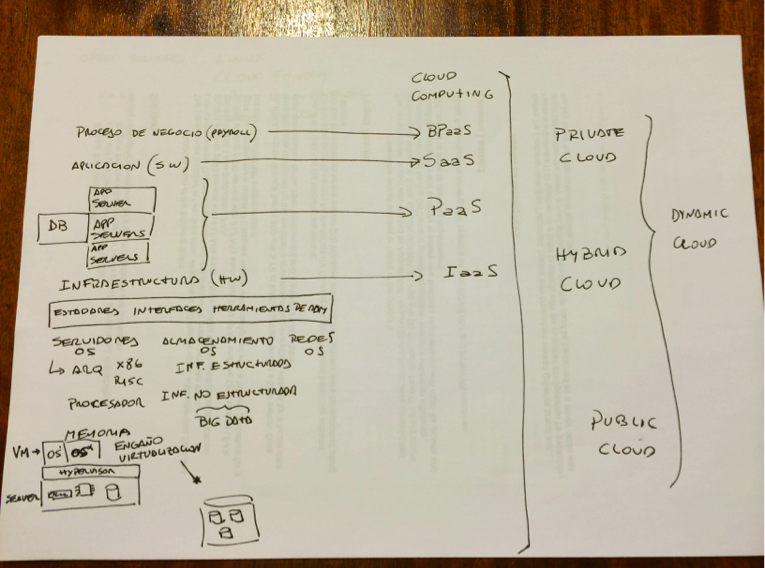 CLOUD
COMPUTING
PROCESO DE NEGOCIO (PAYROLL) BPaaS
APLICACION (SW) SaaS
APP
SERVER
DB APP
SERVERS
APP
SERVERS
PaaS
INFRAESTRUCTURA (HW) IaaS
ESTANDARES INTERFACES HERRAMIENTAS DE ADM
SERVIDORES ALMACENAMIENTO REDES
OS OS OS
ARQ X86 INF. ESTRUCTURADA
RISC
PROCESADOR INF. NO ESTRUCTURADA
BIG DATA
MEMORIA
VM OS OS
ENGAÑO
VIRTUALIZACION
HYPERVISOR
SERVER
PRIVATE
CLOUD
HYBRID
CLOUD
PUBLIC
CLOUD
DYNAMIC
CLOUD